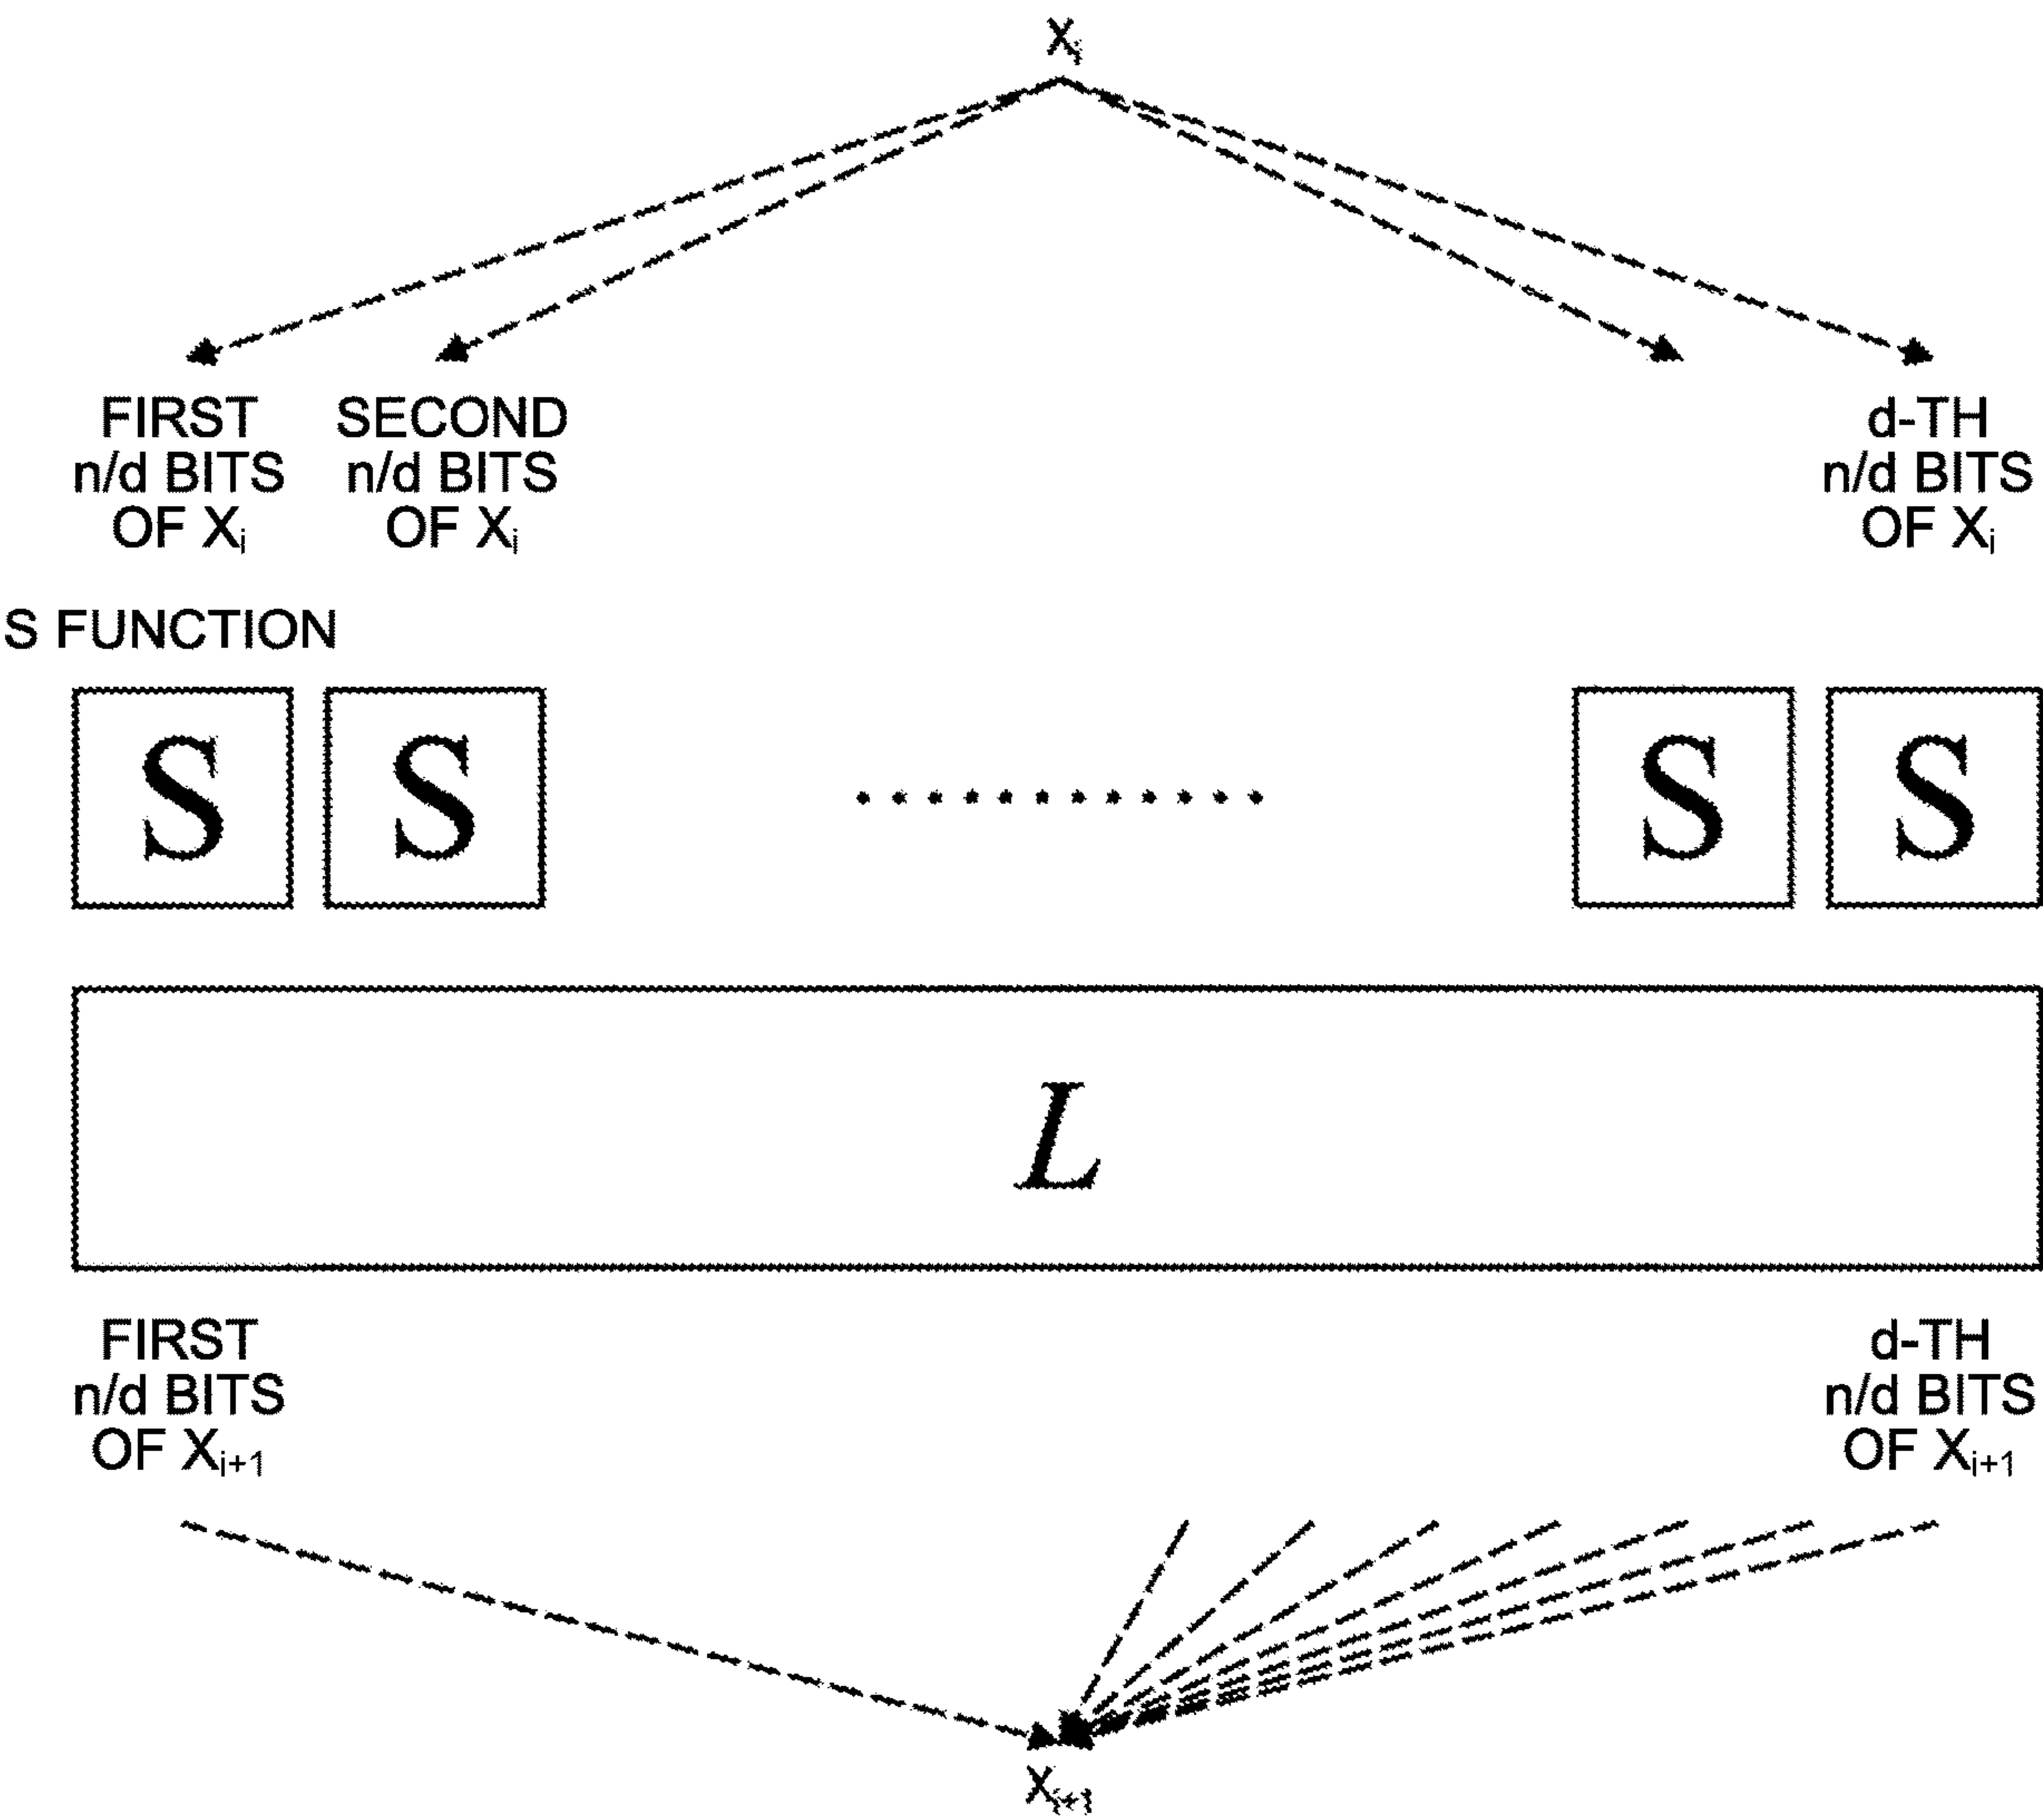 Xi
FIRST
n/d BITS
OF Xi
SECOND
n/d BITS
OF Xi
d-TH
n/d BITS
OF Xi
S FUNCTION
S S S S
L
FIRST
n/d BITS
OF Xi+1
d-TH
n/d BITS
OF Xi+1
Xi+1